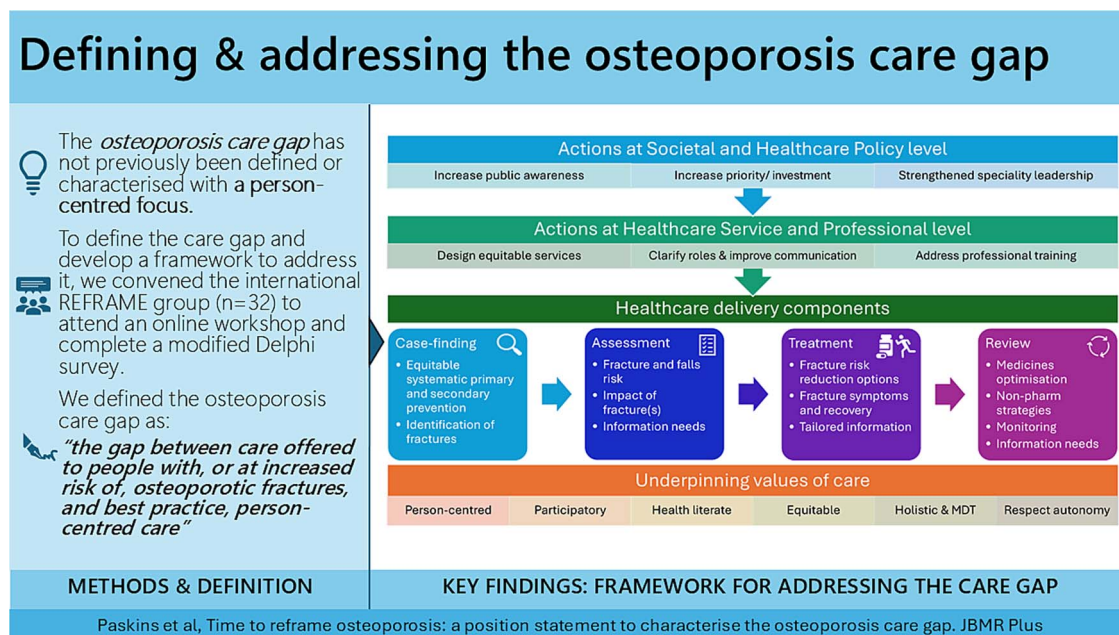 Defining & addressing the osteoporosis care gap
The osteoporosis care gap has
not previously been defined or
characterised with a person-
centred focus.
To define the care gap and
develop a framework to address
it, we convened the international
REFRAME group (n=32) to
attend an online workshop and
complete a modified Delphi
survey.
We defined the osteoporosis
care gap as:
“the gap between care offered
to people with, or at increased
risk of, osteoporotic fractures,
and best practice, person-
centred care”
METHODS & DEFINITION
Actions at Societal and Healthcare Policy level
Increase public awareness
Increase priority/ investment
Strengthened speciality leadership
Actions at Healthcare Service and Professional level
Design equitable services
Clarify roles & improve communication
Address professional training
Healthcare delivery components
Case-finding
• Equitable
systematic primary
and secondary
prevention
• Identification of
fractures
Assessment
• Fracture and falls
risk
• Impact of
fracture(s)
• Information needs
Treatment
• Fracture risk
reduction options
• Fracture symptoms
and recovery
• Tailored information
Review
• Medicines
optimisation
• Non-pharm
strategies
• Monitoring
• Information needs
Underpinning values of care
Person-centred
Participatory
Health literate
Equitable
Holistic & MDT
Respect autonomy
KEY FINDINGS: FRAMEWORK FOR ADDRESSING THE CARE GAP
Paskins et al, Time to reframe osteoporosis: a position statement to characterise the osteoporosis care gap. JBMR Plus